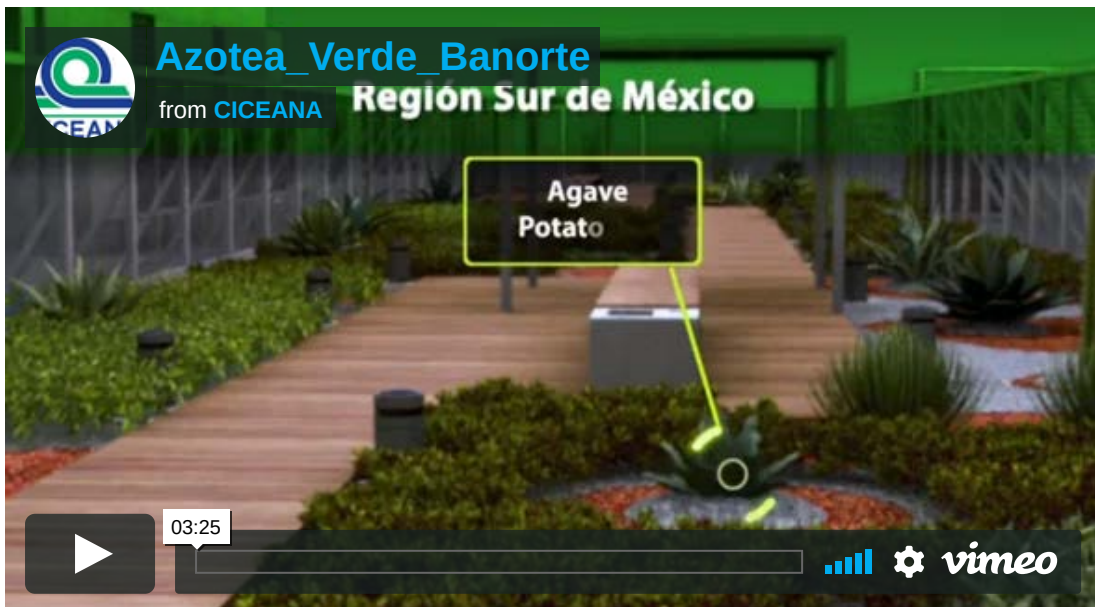 Azotea_Verde_Banorte
from CICEANA
Región Sur de México
Agave
Potato
03:25
vimeo